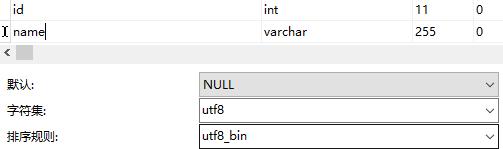 id int 11 0
name varchar 255 0
默认: NULL
字符集: utf8
排序规则: utf8_bin